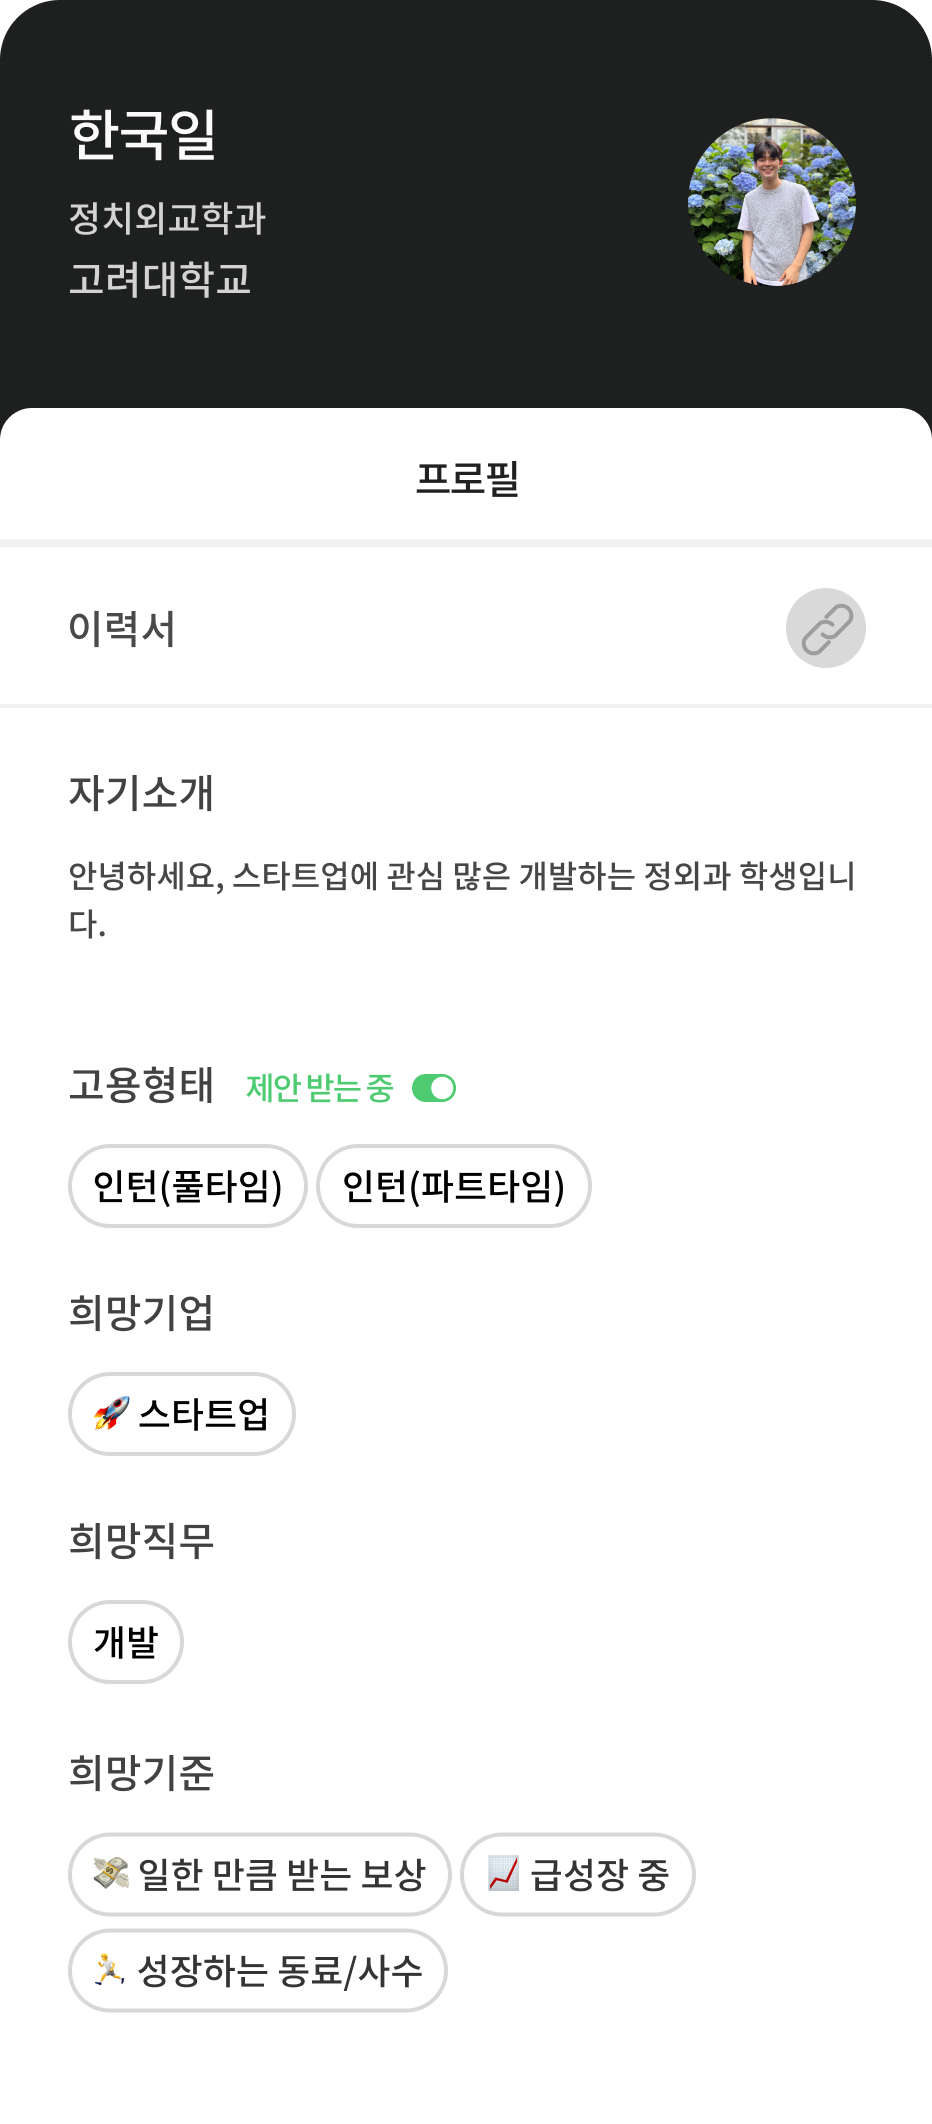 한국일
정치외교학과
고려대학교
프로필
이력서
자기소개
안녕하세요, 스타트업에 관심 많은 개발하는 정외과 학생입니
다.
고용형태 제안 받는 중
인턴(풀타임) 인턴(파트타임)
희망기업
🚀 스타트업
희망직무
개발
희망기준
💸 일한 만큼 받는 보상 📈 급성장 중
🏃 성장하는 동료/사수